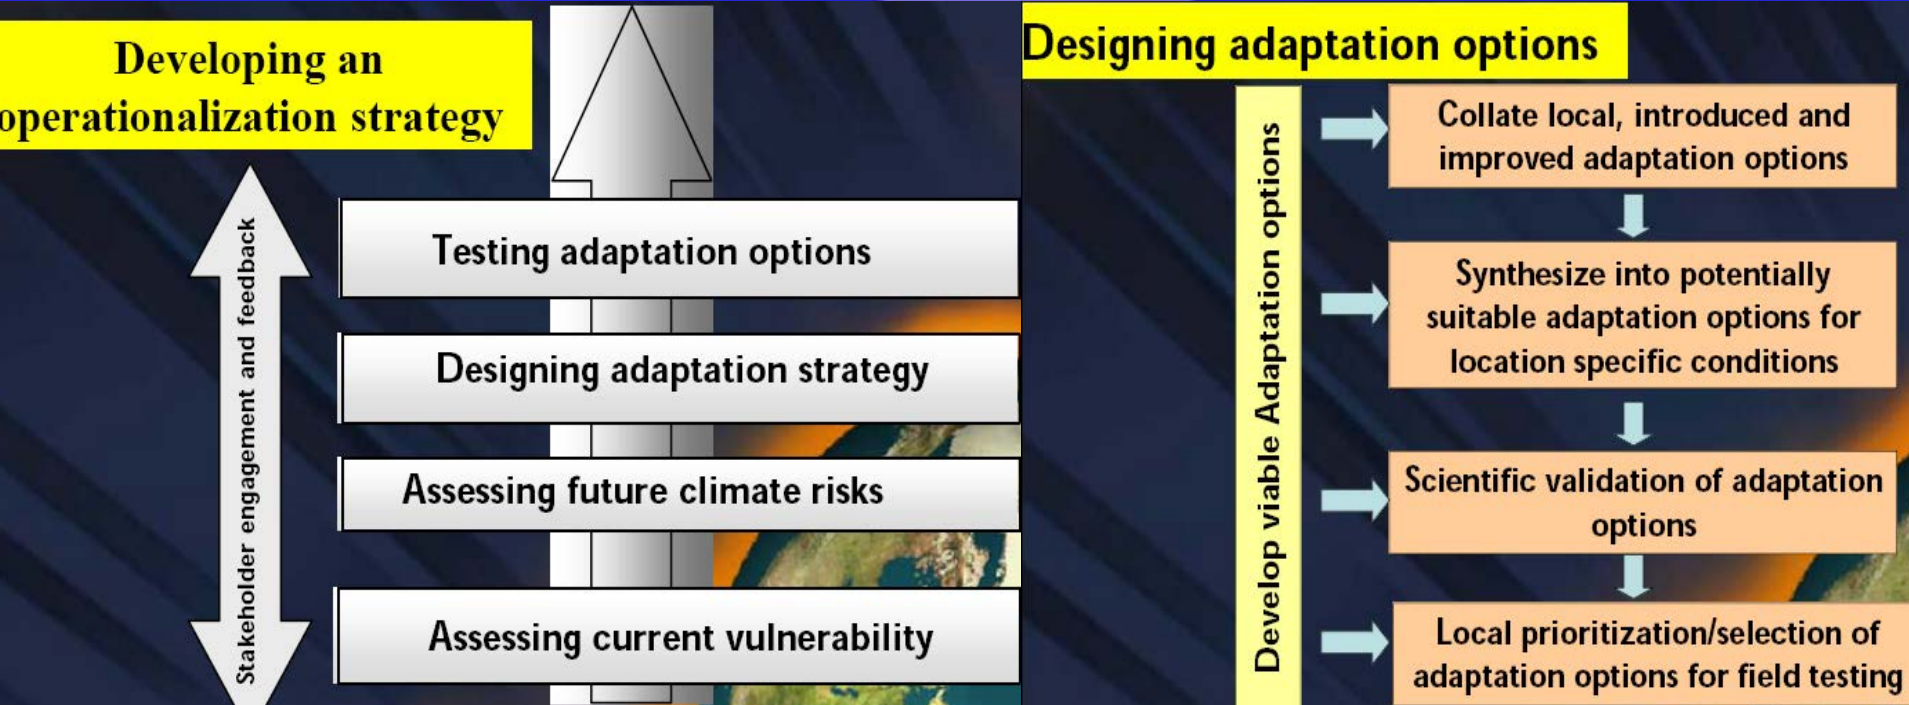 Developing an
operationalization strategy
Stakeholder engagement and feedback
Testing adaptation options
Designing adaptation strategy
Assessing future climate risks
Assessing current vulnerability
Designing adaptation options
Develop viable Adaptation options
Collate local, introduced and
improved adaptation options
Synthesize into potentially
suitable adaptation options for
location specific conditions
Scientific validation of adaptation
options
Local prioritization/selection of
adaptation options for field testing